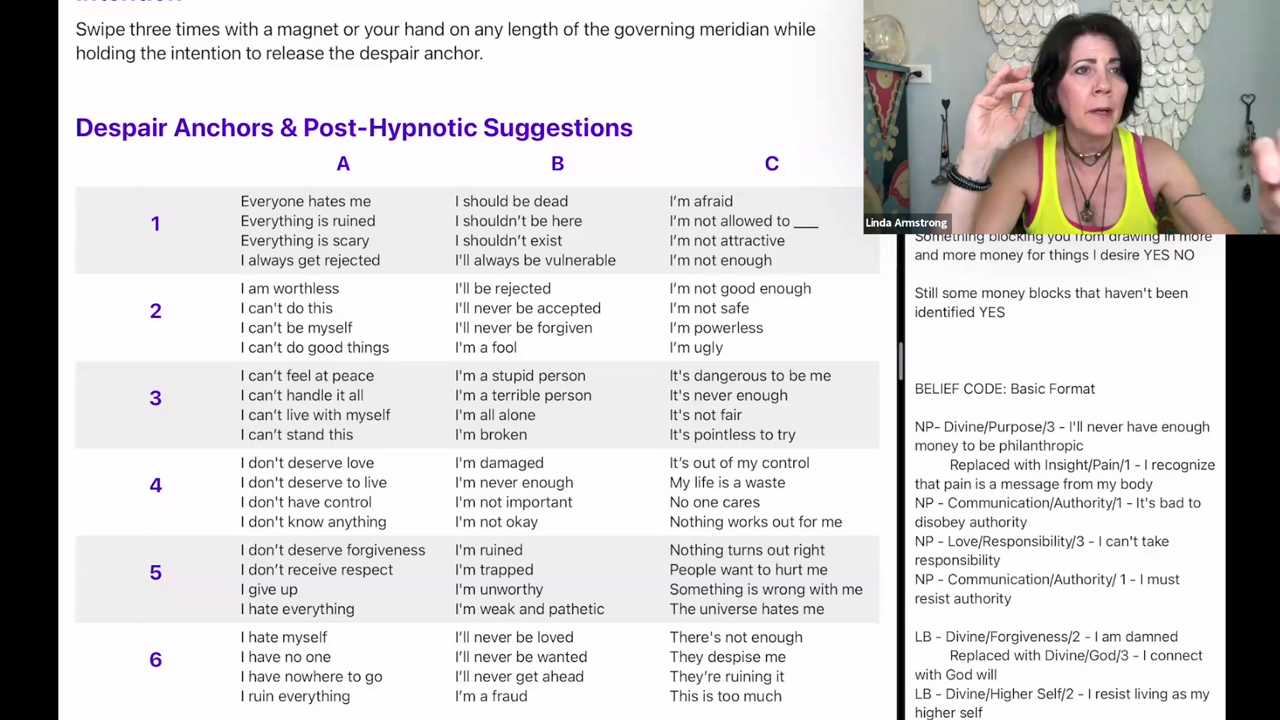 Intention
Swipe three times with a magnet or your hand on any length of the governing meridian while
holding the intention to release the despair anchor.
Despair Anchors & Post-Hypnotic Suggestions
A B C
1
Everyone hates me
Everything is ruined
Everything is scary
I always get rejected
I should be dead
I shouldn't be here
I shouldn't exist
I'll always be vulnerable
I'm afraid
I'm not allowed to ___
I'm not attractive
I'm not enough
2
I am worthless
I can't do this
I can't be myself
I can't do good things
I'll be rejected
I'll never be accepted
I'll never be forgiven
I'm a fool
I'm not good enough
I'm not safe
I'm powerless
I'm ugly
3
I can't feel at peace
I can't handle it all
I can't live with myself
I can't stand this
I'm a stupid person
I'm a terrible person
I'm all alone
I'm broken
It's dangerous to be me
It's never enough
It's not fair
It's pointless to try
4
I don't deserve love
I don't deserve to live
I don't have control
I don't know anything
I'm damaged
I'm never enough
I'm not important
I'm not okay
It's out of my control
My life is a waste
No one cares
Nothing works out for me
5
I don't deserve forgiveness
I don't receive respect
I give up
I hate everything
I'm ruined
I'm trapped
I'm unworthy
I'm weak and pathetic
Nothing turns out right
People want to hurt me
Something is wrong with me
The universe hates me
6
I hate myself
I have no one
I have nowhere to go
I ruin everything
I'll never be loved
I'll never be wanted
I'll never get ahead
I'm a fraud
There's not enough
They despise me
They're ruining it
This is too much
Linda Armstrong
Something blocking you from drawing in more
and more money for things I desire YES NO
Still some money blocks that haven't been
identified YES
BELIEF CODE: Basic Format
NP- Divine/Purpose/3 - I'll never have enough
money to be philanthropic
Replaced with Insight/Pain/1 - I recognize
that pain is a message from my body
NP - Communication/Authority/1 - It's bad to
disobey authority
NP - Love/Responsibility/3 - I can't take
responsibility
NP - Communication/Authority/ 1 - I must
resist authority
LB - Divine/Forgiveness/2 - I am damned
Replaced with Divine/God/3 - I connect
with God will
LB - Divine/Higher Self/2 - I resist living as my
higher self